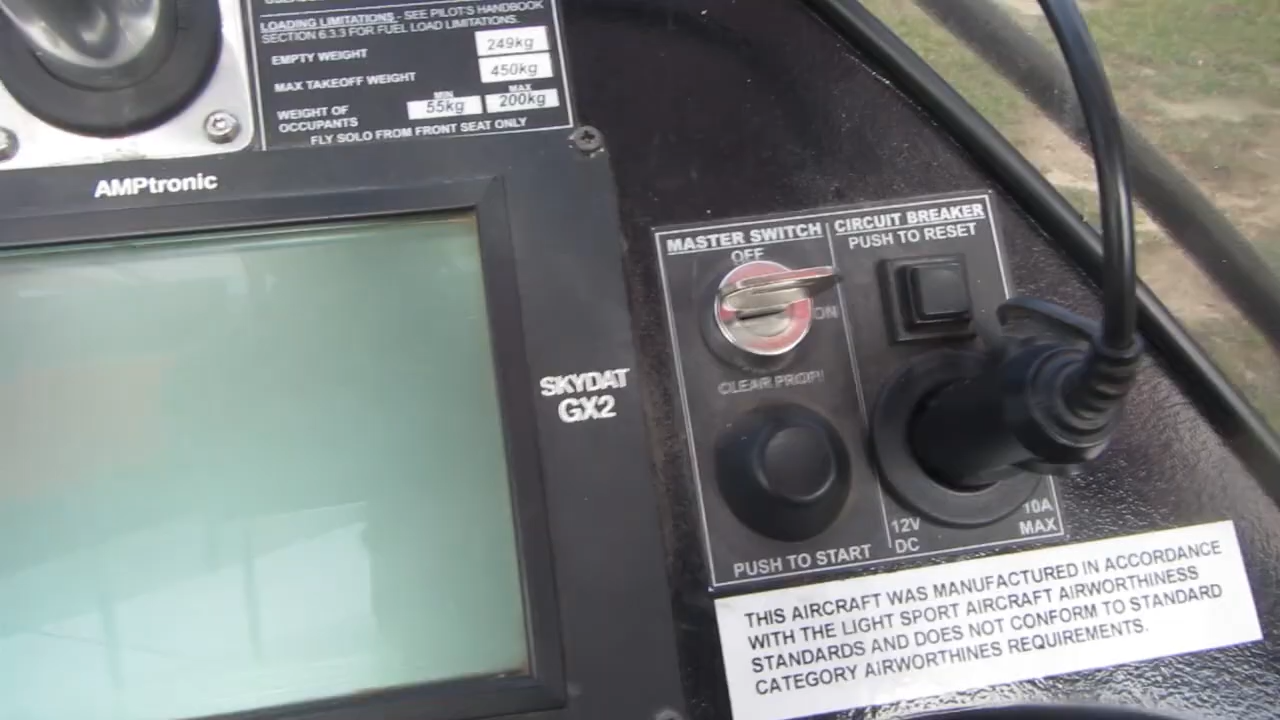 LOADING LIMITATIONS - SEE PILOT'S HANDBOOK
SECTION 6.3.3 FOR FUEL LOAD LIMITATIONS.
EMPTY WEIGHT 249kg
MAX TAKEOFF WEIGHT 450kg
MIN MAX
WEIGHT OF OCCUPANTS 55kg 200kg
FLY SOLO FROM FRONT SEAT ONLY
AMPtronic
SKYDAT
GX2
MASTER SWITCH
OFF
ON
CLEAR PROP!
PUSH TO START
CIRCUIT BREAKER
PUSH TO RESET
12V
DC
10A
MAX
THIS AIRCRAFT WAS MANUFACTURED IN ACCORDANCE
WITH THE LIGHT SPORT AIRCRAFT AIRWORTHINESS
STANDARDS AND DOES NOT CONFORM TO STANDARD
CATEGORY AIRWORTHINES REQUIREMENTS.